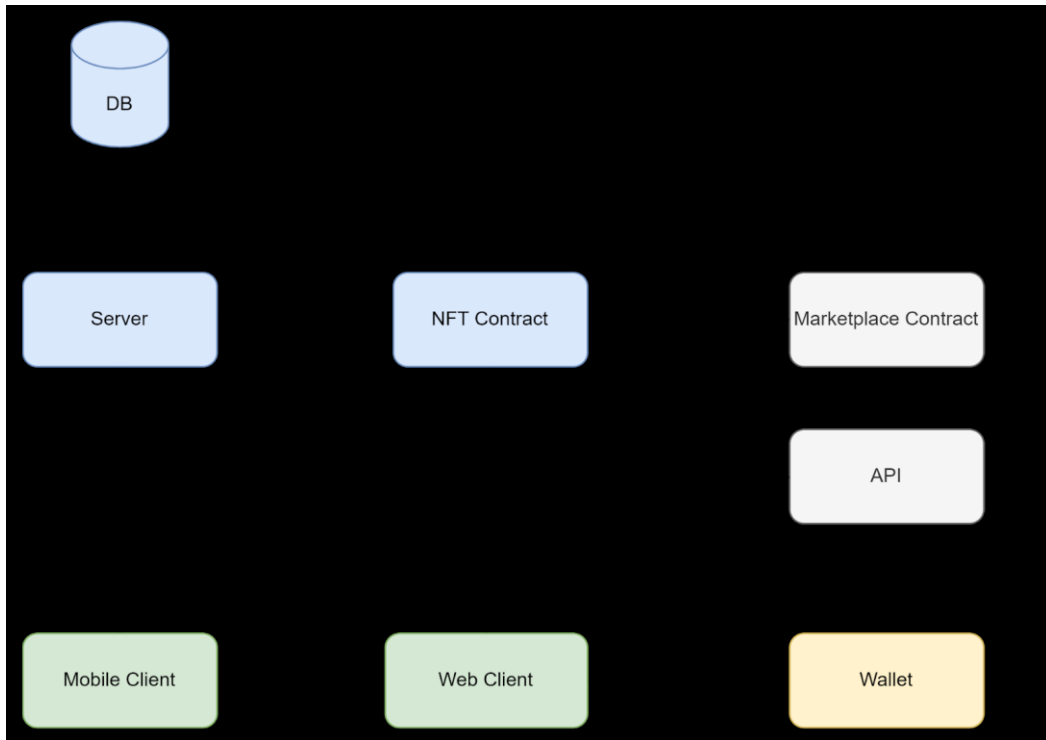 DB
Server
NFT Contract
Marketplace Contract
API
Mobile Client
Web Client
Wallet